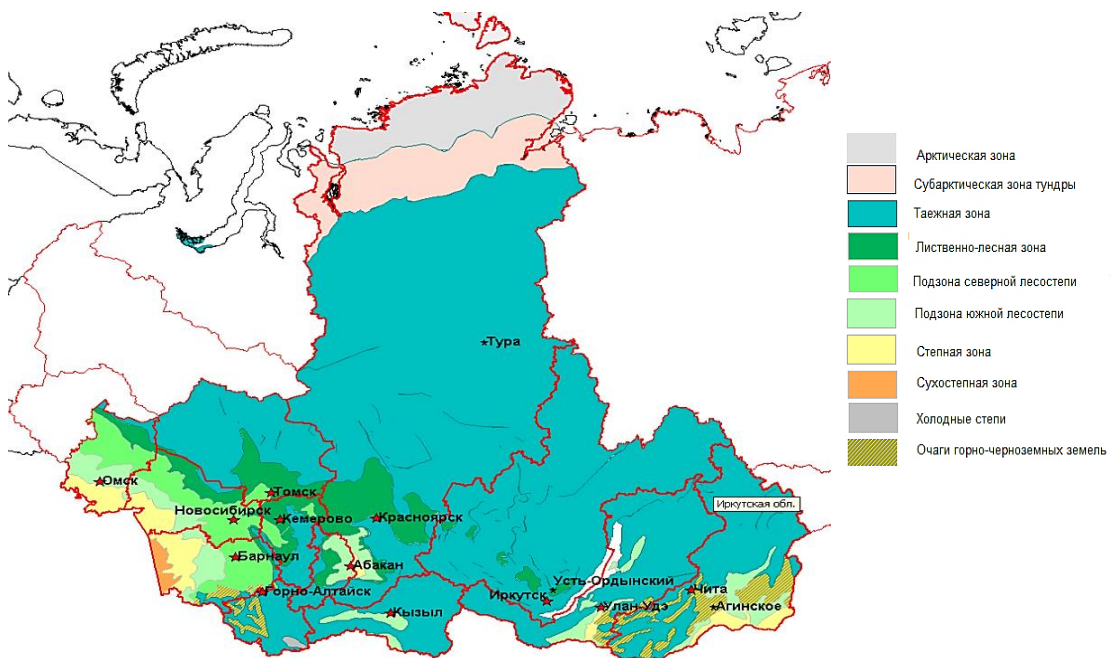 Арктическая зона
Субарктическая зона тундры
Таежная зона
Лиственно-лесная зона
Подзона северной лесостепи
Подзона южной лесостепи
Степная зона
Сухостепная зона
Холодные степи
Очаги горно-черноземных земель
Тура
Омск
Томск
Новосибирск
Кемерово
Красноярск
Иркутская обл.
Барнаул
Абакан
Горно-Алтайск
Усть-Ордынский
Чита
Иркутск
Кызыл
Улан-Удэ
Агинское